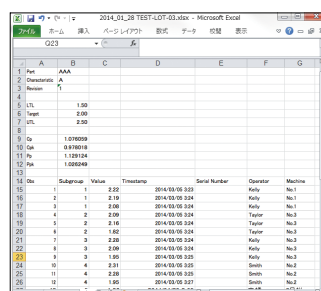 2014_01_28 TEST-LOT-03.xlsx - Microsoft Excel
ファイル ホーム 挿入 ページ レイアウト 数式 データ 校閲 表示
Q23 fx
A B C D E F G
1 Part AAA
2 Characteristic A
3 Revision 1
4
5 LTL 1.50
6 Target 2.00
7 UTL 2.50
8
9 Cp 1.076059
10 Cpk 0.978018
11 Pp 1.129124
12 Ppk 1.026249
13
14 Obs Subgroup Value Timestamp Serial Number Operator Machine
15 1 1 2.22 2014/03/05 3:23 Kelly No.1
16 2 1 2.19 2014/03/05 3:24 Kelly No.1
17 3 1 2.08 2014/03/05 3:24 Kelly No.1
18 4 2 2.09 2014/03/05 3:24 Taylor No.3
19 5 2 2.16 2014/03/05 3:24 Taylor No.3
20 6 2 1.62 2014/03/05 3:24 Taylor No.3
21 7 3 2.28 2014/03/05 3:24 Kelly No.3
22 8 3 2.09 2014/03/05 3:24 Kelly No.3
23 9 3 1.95 2014/03/05 3:25 Kelly No.3
24 10 4 2.31 2014/03/05 3:25 Smith No.2
25 11 4 2.28 2014/03/05 3:25 Smith No.2
26 12 4 1.95 2014/03/05 3:27 Smith No.2